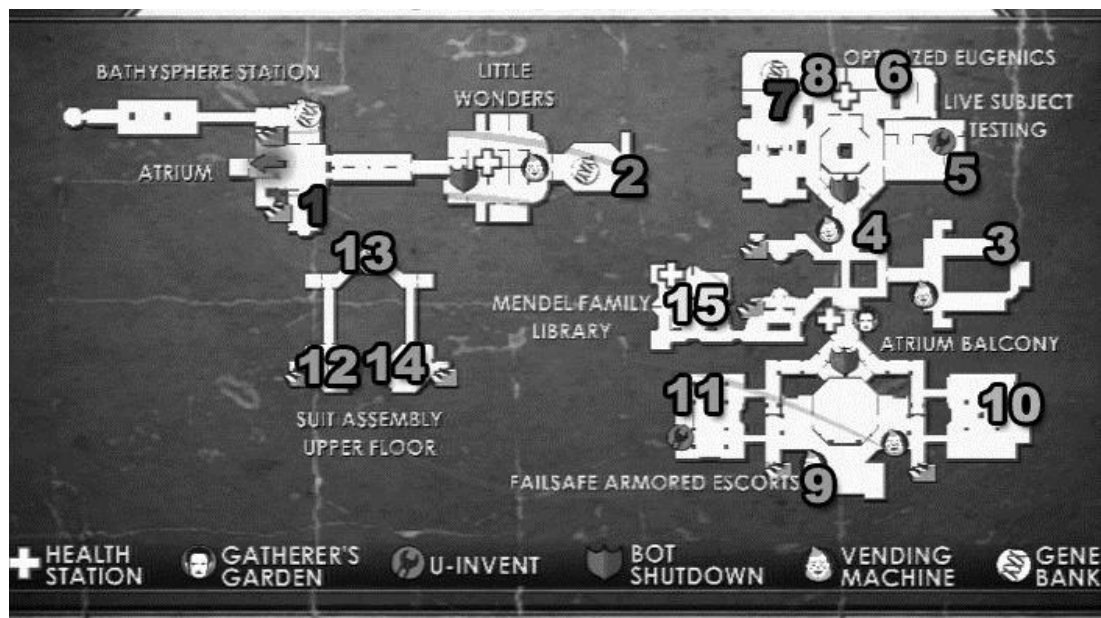 BATHYSPHERE STATION
LITTLE
WONDERS
OPTIMIZED EUGENICS
8
6
7
LIVE SUBJECT
TESTING
ATRIUM
2
5
1
4
3
13
MENDEL FAMILY
LIBRARY
15
ATRIUM BALCONY
12
14
11
10
SUIT ASSEMBLY
UPPER FLOOR
FAILSAFE ARMORED ESCORTS
9
HEALTH
STATION
GATHERER'S
GARDEN
U-INVENT
BOT
SHUTDOWN
VENDING
MACHINE
GENE
BANK